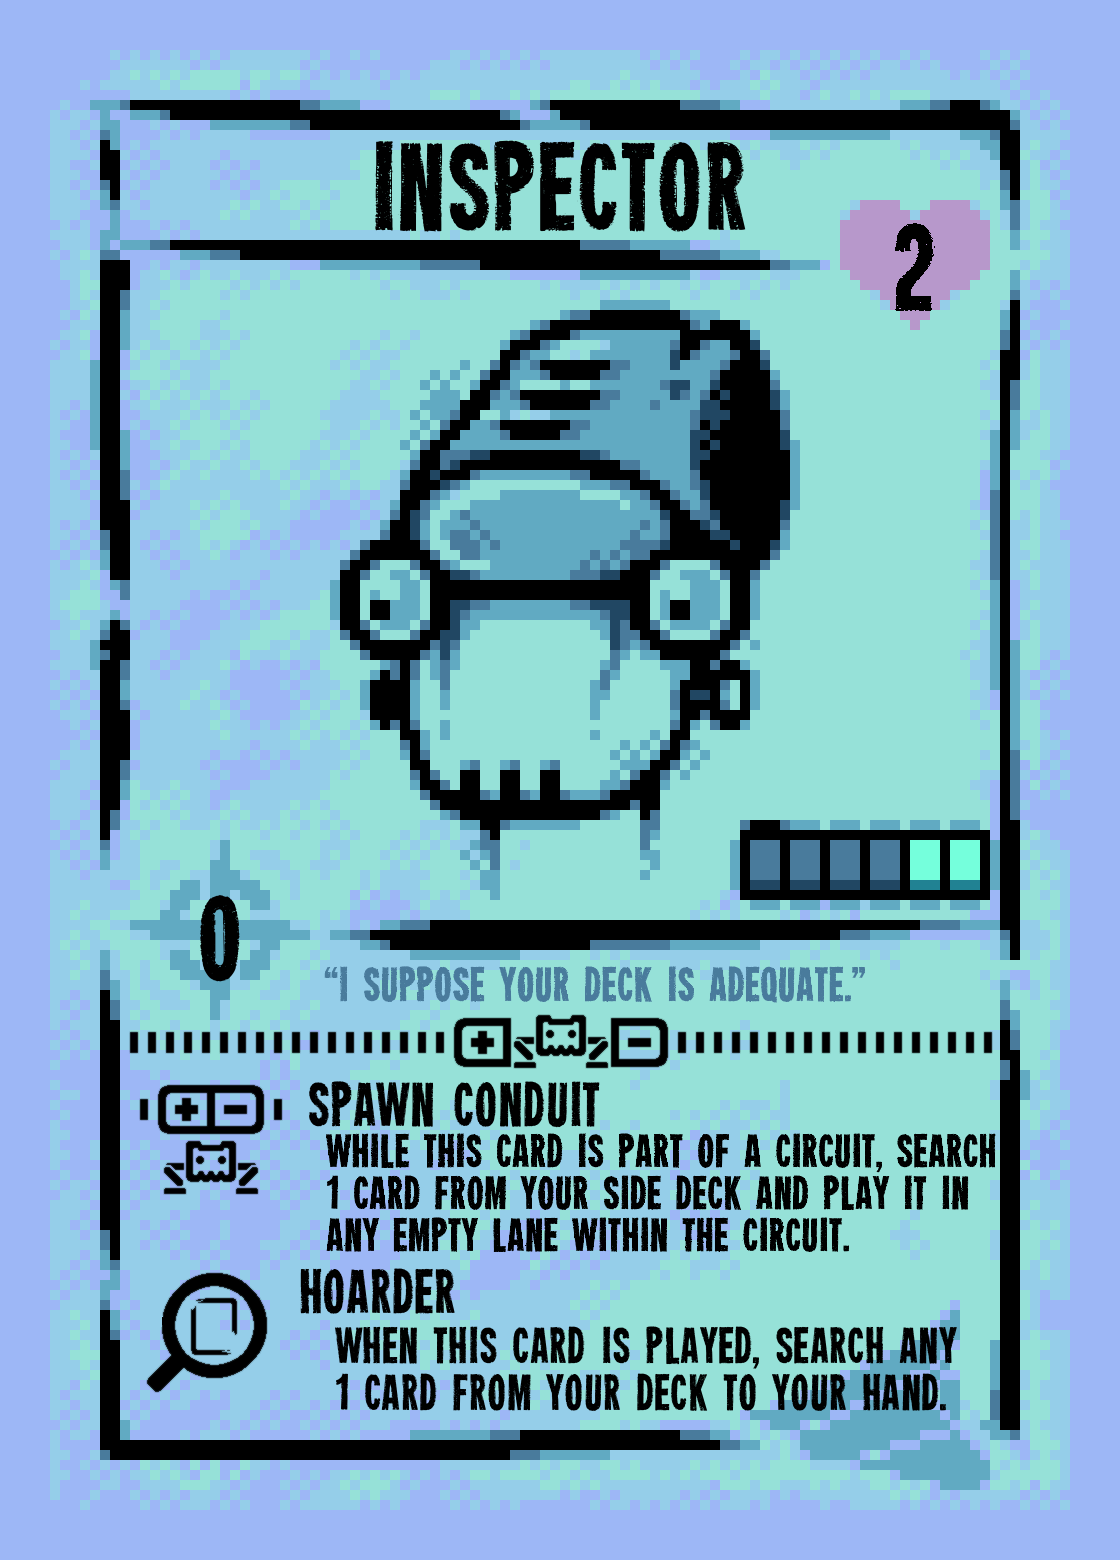 INSPECTOR
2
0
“I SUPPOSE YOUR DECK IS ADEQUATE.”
SPAWN CONDUIT
WHILE THIS CARD IS PART OF A CIRCUIT, SEARCH
1 CARD FROM YOUR SIDE DECK AND PLAY IT IN
ANY EMPTY LANE WITHIN THE CIRCUIT.
HOARDER
WHEN THIS CARD IS PLAYED, SEARCH ANY
1 CARD FROM YOUR DECK TO YOUR HAND.